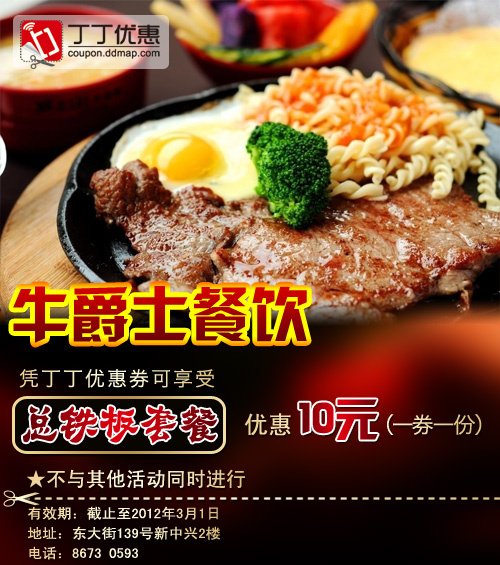 丁丁优惠
coupon.ddmap.com
牛爵士餐饮
凭丁丁优惠券可享受
总铁板套餐 优惠 10元 (一券一份)
★不与其他活动同时进行
有效期：截止至2012年3月1日
地址：东大街139号新中兴2楼
电话：8673 0593